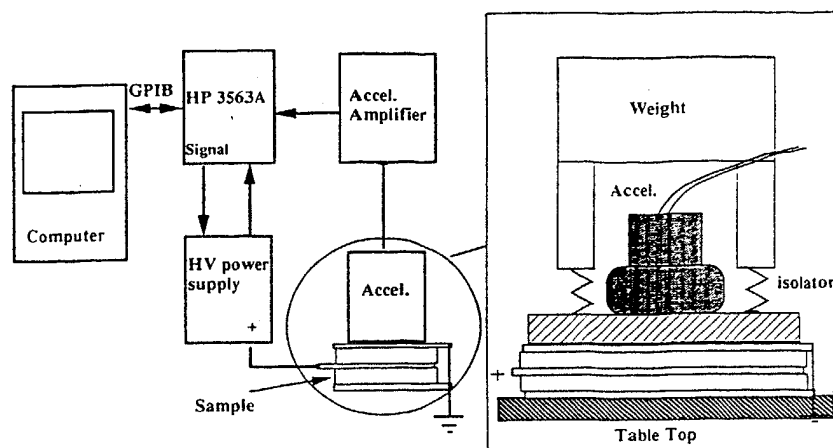 GPIB
HP 3563A
Signal
Accel.
Amplifier
Computer
HV power
supply
+
Accel.
Sample
Weight
Accel.
isolator
+
Table Top